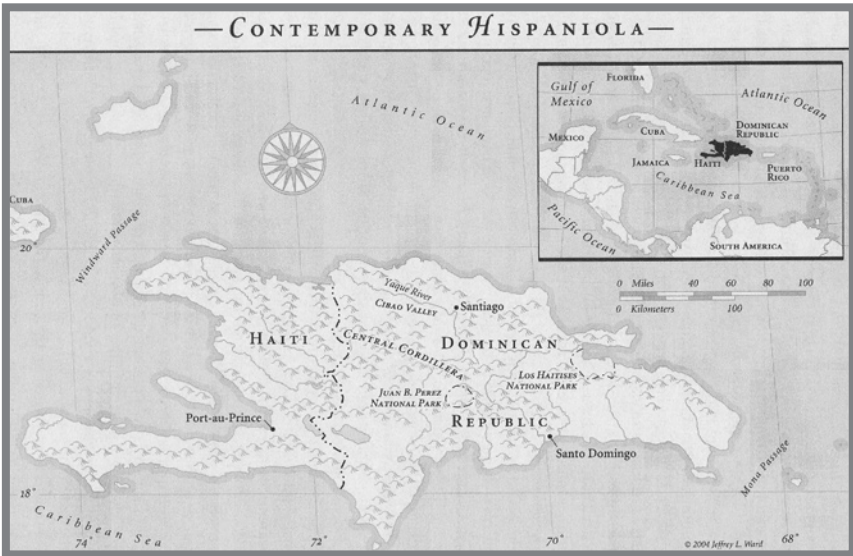 —CONTEMPORARY HISPANIOLA—
Atlantic Ocean
FLORIDA
Gulf of
Mexico
Atlantic Ocean
MEXICO
CUBA
DOMINICAN
REPUBLIC
JAMAICA
HAITI
PUERTO
RICO
Caribbean Sea
Pacific Ocean
SOUTH AMERICA
CUBA
Windward Passage
20°
0 Miles 40 60 80 100
0 Kilometers 100
Yaque River
Santiago
CIBAO VALLEY
HAITI
CENTRAL CORDILLERA
DOMINICAN
LOS HAITISES
NATIONAL PARK
JUAN B. PEREZ
NATIONAL PARK
REPUBLIC
Port-au-Prince
Santo Domingo
Mona Passage
18°
Caribbean Sea
74°
72°
70°
68°
© 2004 Jeffrey L. Ward